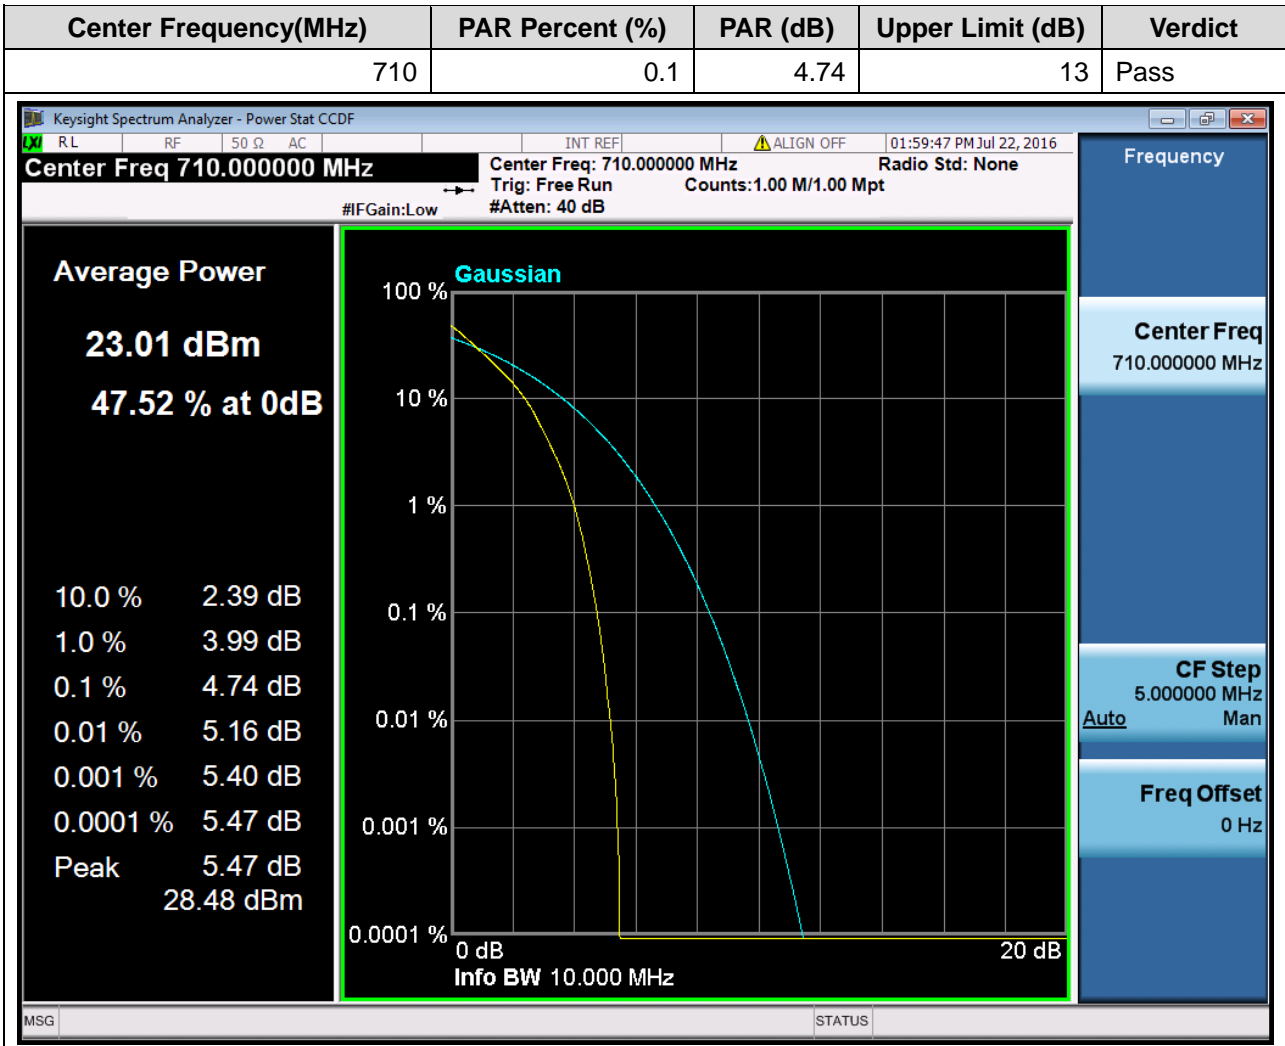 Center Frequency(MHz) PAR Percent (%) PAR (dB) Upper Limit (dB) Verdict
710 0.1 4.74 13 Pass
Keysight Spectrum Analyzer - Power Stat CCDF
LXI RL RF 50 Ω AC INT REF ALIGN OFF 01:59:47 PM Jul 22, 2016
Center Freq 710.000000 MHz
Center Freq: 710.000000 MHz Radio Std: None
Trig: Free Run Counts:1.00 M/1.00 Mpt
#IFGain:Low #Atten: 40 dB
Frequency
Average Power
23.01 dBm
47.52 % at 0dB
10.0 % 2.39 dB
1.0 % 3.99 dB
0.1 % 4.74 dB
0.01 % 5.16 dB
0.001 % 5.40 dB
0.0001 % 5.47 dB
Peak 5.47 dB
28.48 dBm
Gaussian
100 %
10 %
1 %
0.1 %
0.01 %
0.001 %
0.0001 %
0 dB 20 dB
Info BW 10.000 MHz
Center Freq
710.000000 MHz
CF Step
5.000000 MHz
Auto Man
Freq Offset
0 Hz
MSG STATUS